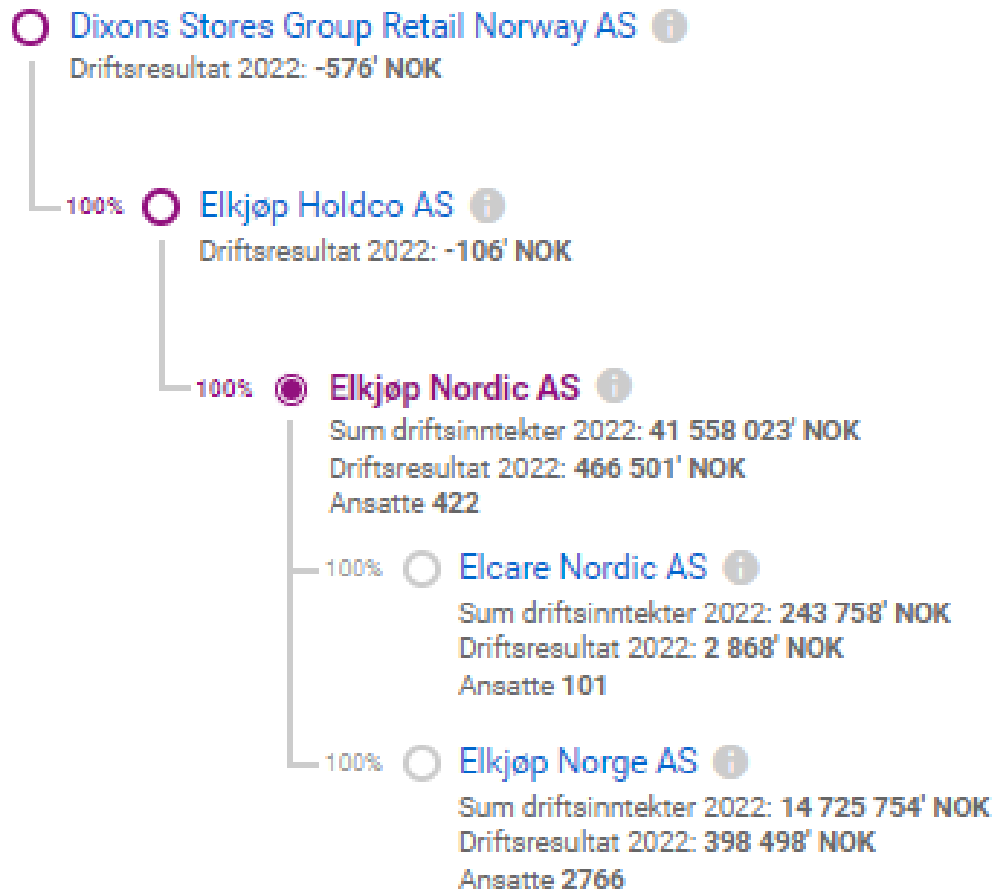 Dixons Stores Group Retail Norway AS
Driftsresultat 2022: -576' NOK
100% Elkjøp Holdco AS
Driftsresultat 2022: -106' NOK
100% Elkjøp Nordic AS
Sum driftsinntekter 2022: 41 558 023' NOK
Driftsresultat 2022: 466 501' NOK
Ansatte 422
100% Elcare Nordic AS
Sum driftsinntekter 2022: 243 758' NOK
Driftsresultat 2022: 2 868' NOK
Ansatte 101
100% Elkjøp Norge AS
Sum driftsinntekter 2022: 14 725 754' NOK
Driftsresultat 2022: 398 498' NOK
Ansatte 2766